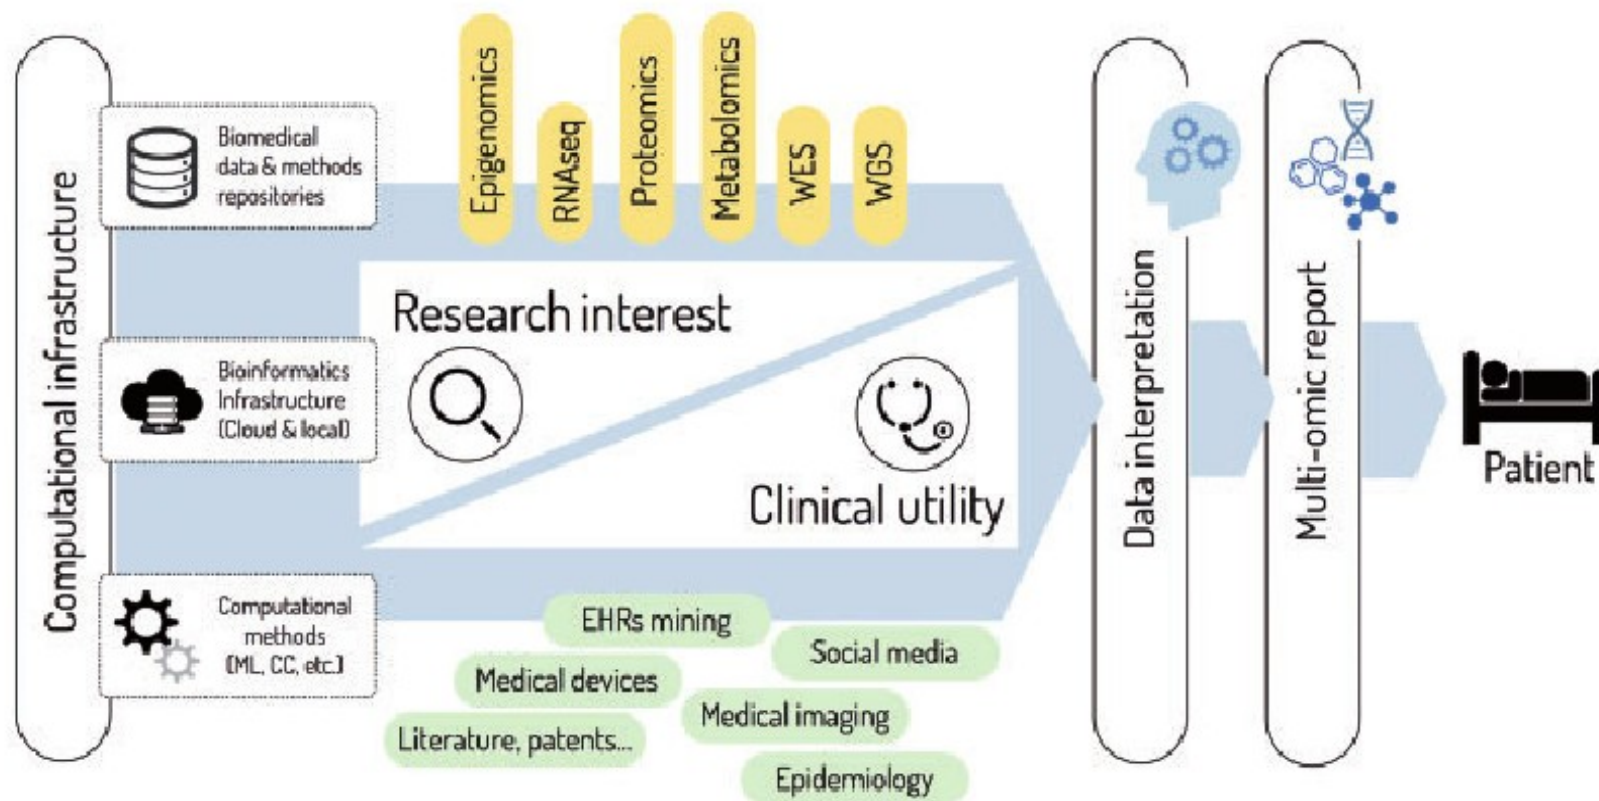 Computational infrastructure
Biomedical
data & methods
repositories
Bioinformatics
Infrastructure
(Cloud & local)
Computational
methods
(ML, CC, etc.)
Epigenomics
RNAseq
Proteomics
Metabolomics
WES
WGS
Research interest
Clinical utility
EHRs mining
Social media
Medical devices
Medical imaging
Literature, patents...
Epidemiology
Data interpretation
Multi-omic report
Patient